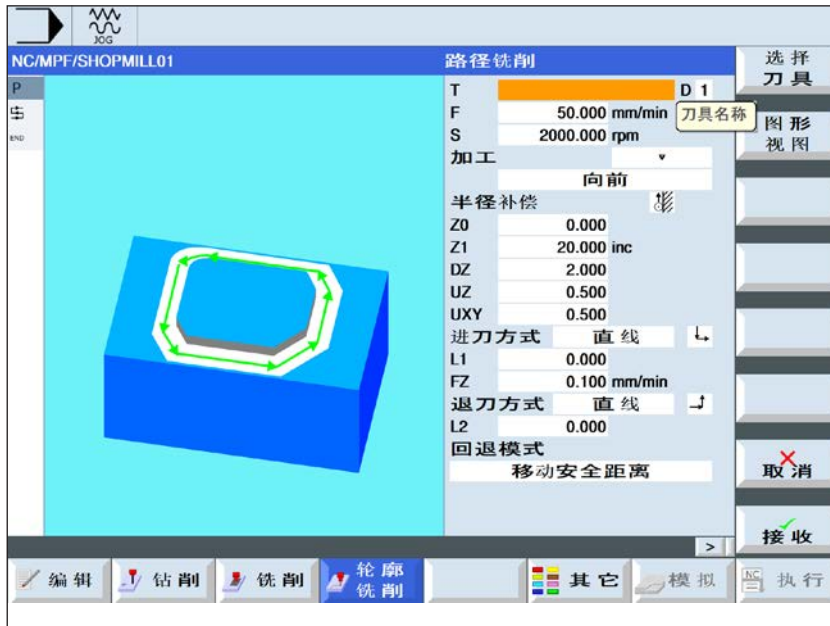 JOG
NC/MPF/SHOPMILL01
路径铣削
P
END
T D 1
F 50.000 mm/min
刀具名称
S 2000.000 rpm
加工 ▼
向前
半径补偿
Z0 0.000
Z1 20.000 inc
DZ 2.000
UZ 0.500
UXY 0.500
进刀方式 直线
L1 0.000
FZ 0.100 mm/min
退刀方式 直线
L2 0.000
回退模式
移动安全距离
选择
刀具
图形
视图
取消
接收
>
编辑
钻削
铣削
轮廓
铣削
其它
模拟
NC
执行